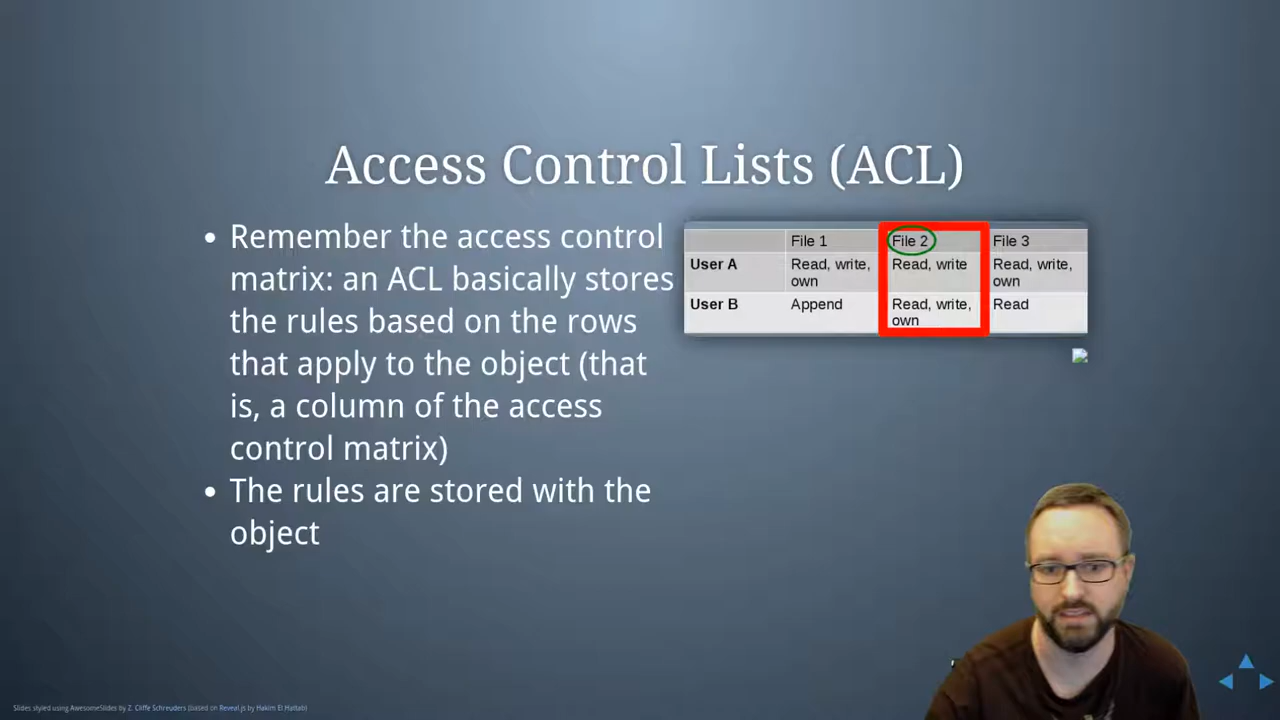 Access Control Lists (ACL)
• Remember the access control
matrix: an ACL basically stores
the rules based on the rows
that apply to the object (that
is, a column of the access
control matrix)
• The rules are stored with the
object
File 1 File 2 File 3
User A Read, write, own Read, write Read, write, own
User B Append Read, write, own Read
Slides styled using AwesomeSlides by Z. Cliffe Schreuders (based on Reveal.js by Hakim El Hattab)